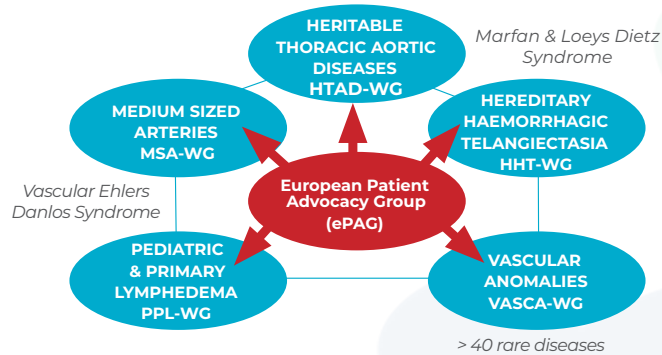 HERITABLE
THORACIC AORTIC
DISEASES
HTAD-WG
Marfan & Loeys Dietz
Syndrome
MEDIUM SIZED
ARTERIES
MSA-WG
HEREDITARY
HAEMORRHAGIC
TELANGIECTASIA
HHT-WG
European Patient
Advocacy Group
(ePAG)
Vascular Ehlers
Danlos Syndrome
PEDIATRIC
& PRIMARY
LYMPHEDEMA
PPL-WG
VASCULAR
ANOMALIES
VASCA-WG
> 40 rare diseases